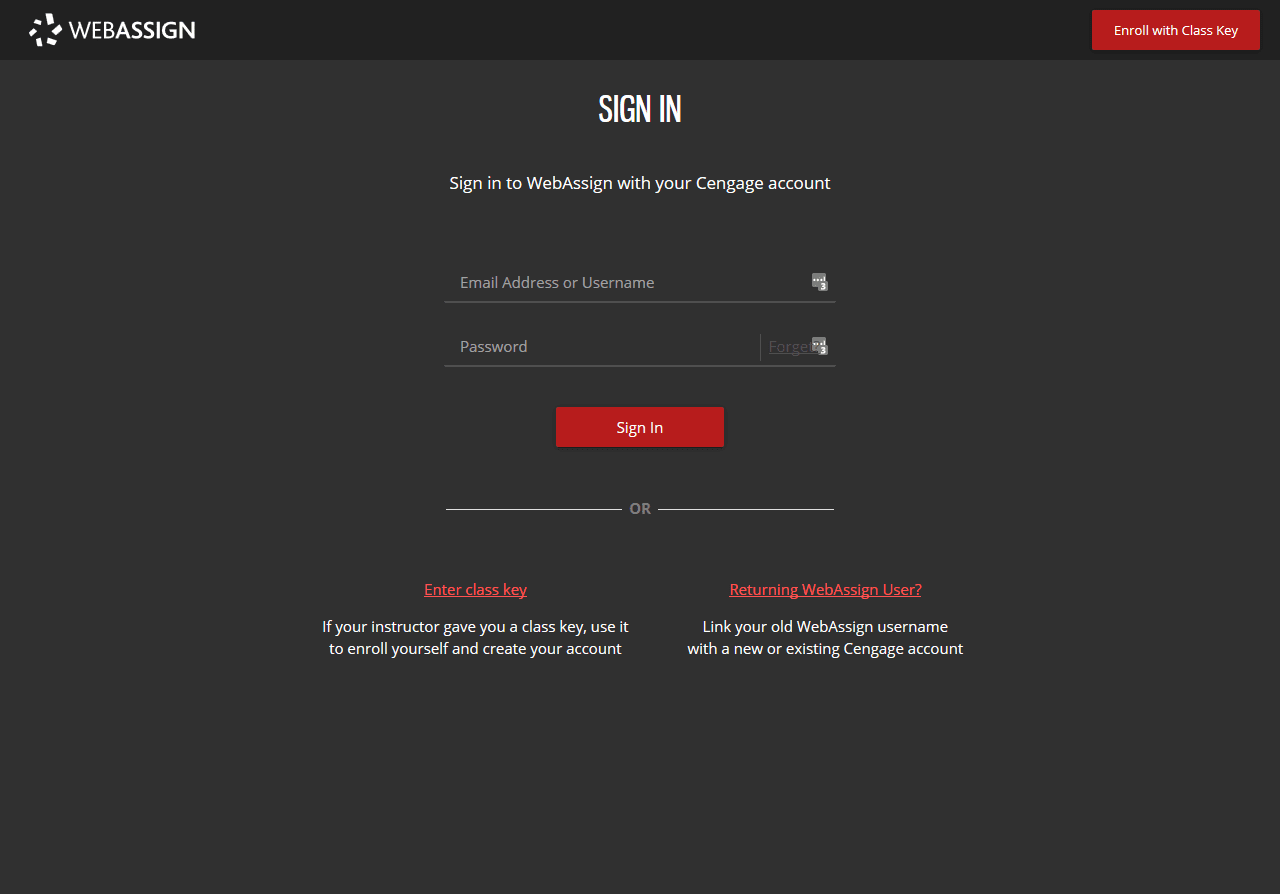 WEBASSIGN
Enroll with Class Key
SIGN IN
Sign in to WebAssign with your Cengage account
Email Address or Username
3
Password
3
Sign In
OR
Enter class key
Returning WebAssign User?
If your instructor gave you a class key, use it
to enroll yourself and create your account
Link your old WebAssign username
with a new or existing Cengage account